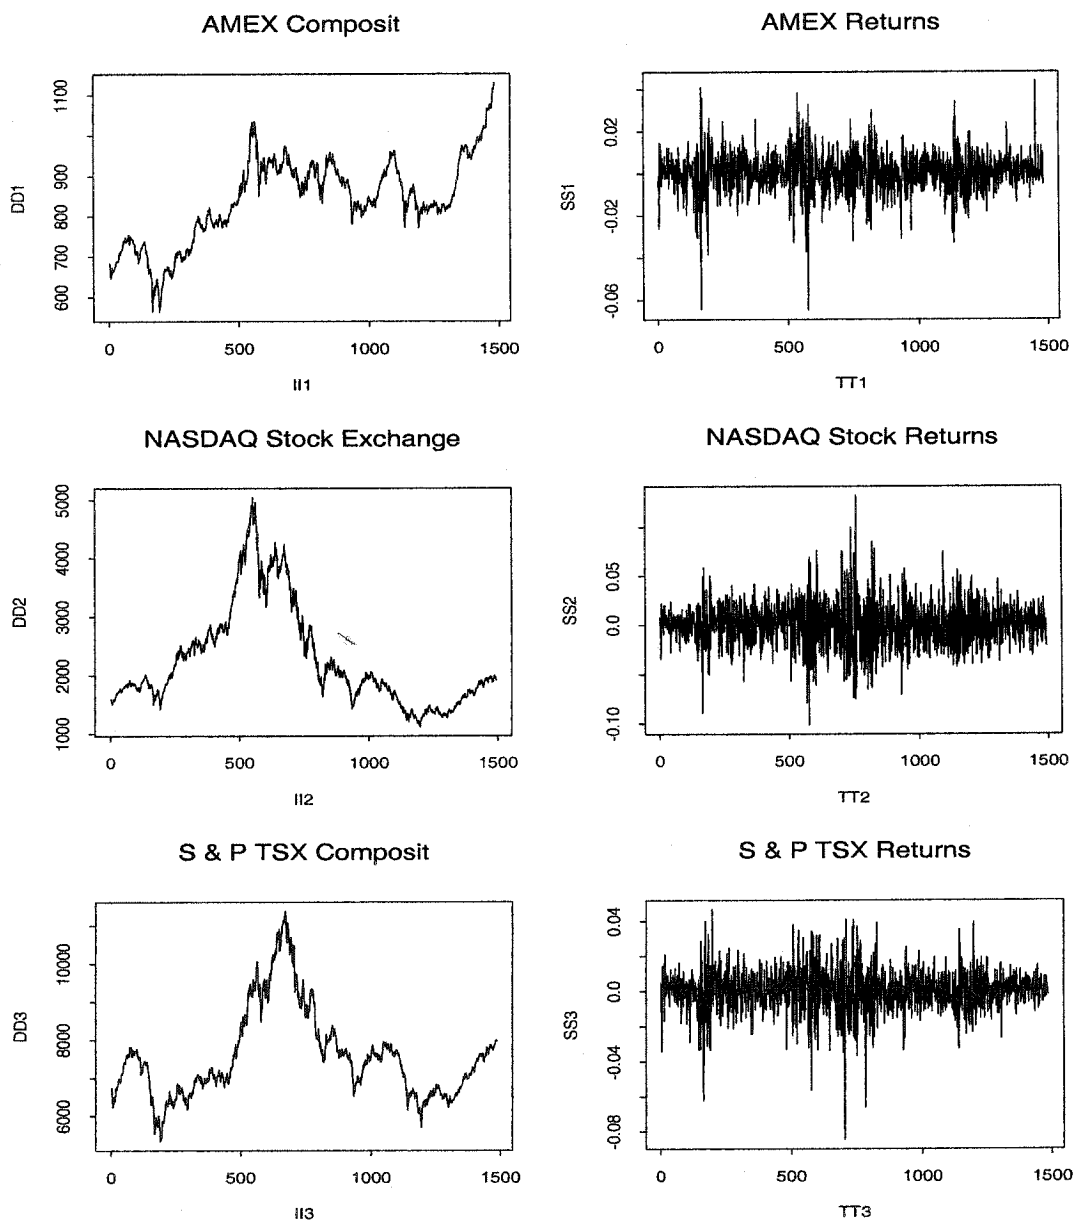 AMEX Composit
DD1
600 700 800 900 1100
0 500 1000 1500
II1
AMEX Returns
SS1
-0.06 -0.02 0.02
0 500 1000 1500
TT1
NASDAQ Stock Exchange
DD2
1000 2000 3000 4000 5000
0 500 1000 1500
II2
NASDAQ Stock Returns
SS2
-0.10 0.0 0.05
0 500 1000 1500
TT2
S & P TSX Composit
DD3
6000 8000 10000
0 500 1000 1500
II3
S & P TSX Returns
SS3
-0.08 -0.04 0.0 0.04
0 500 1000 1500
TT3